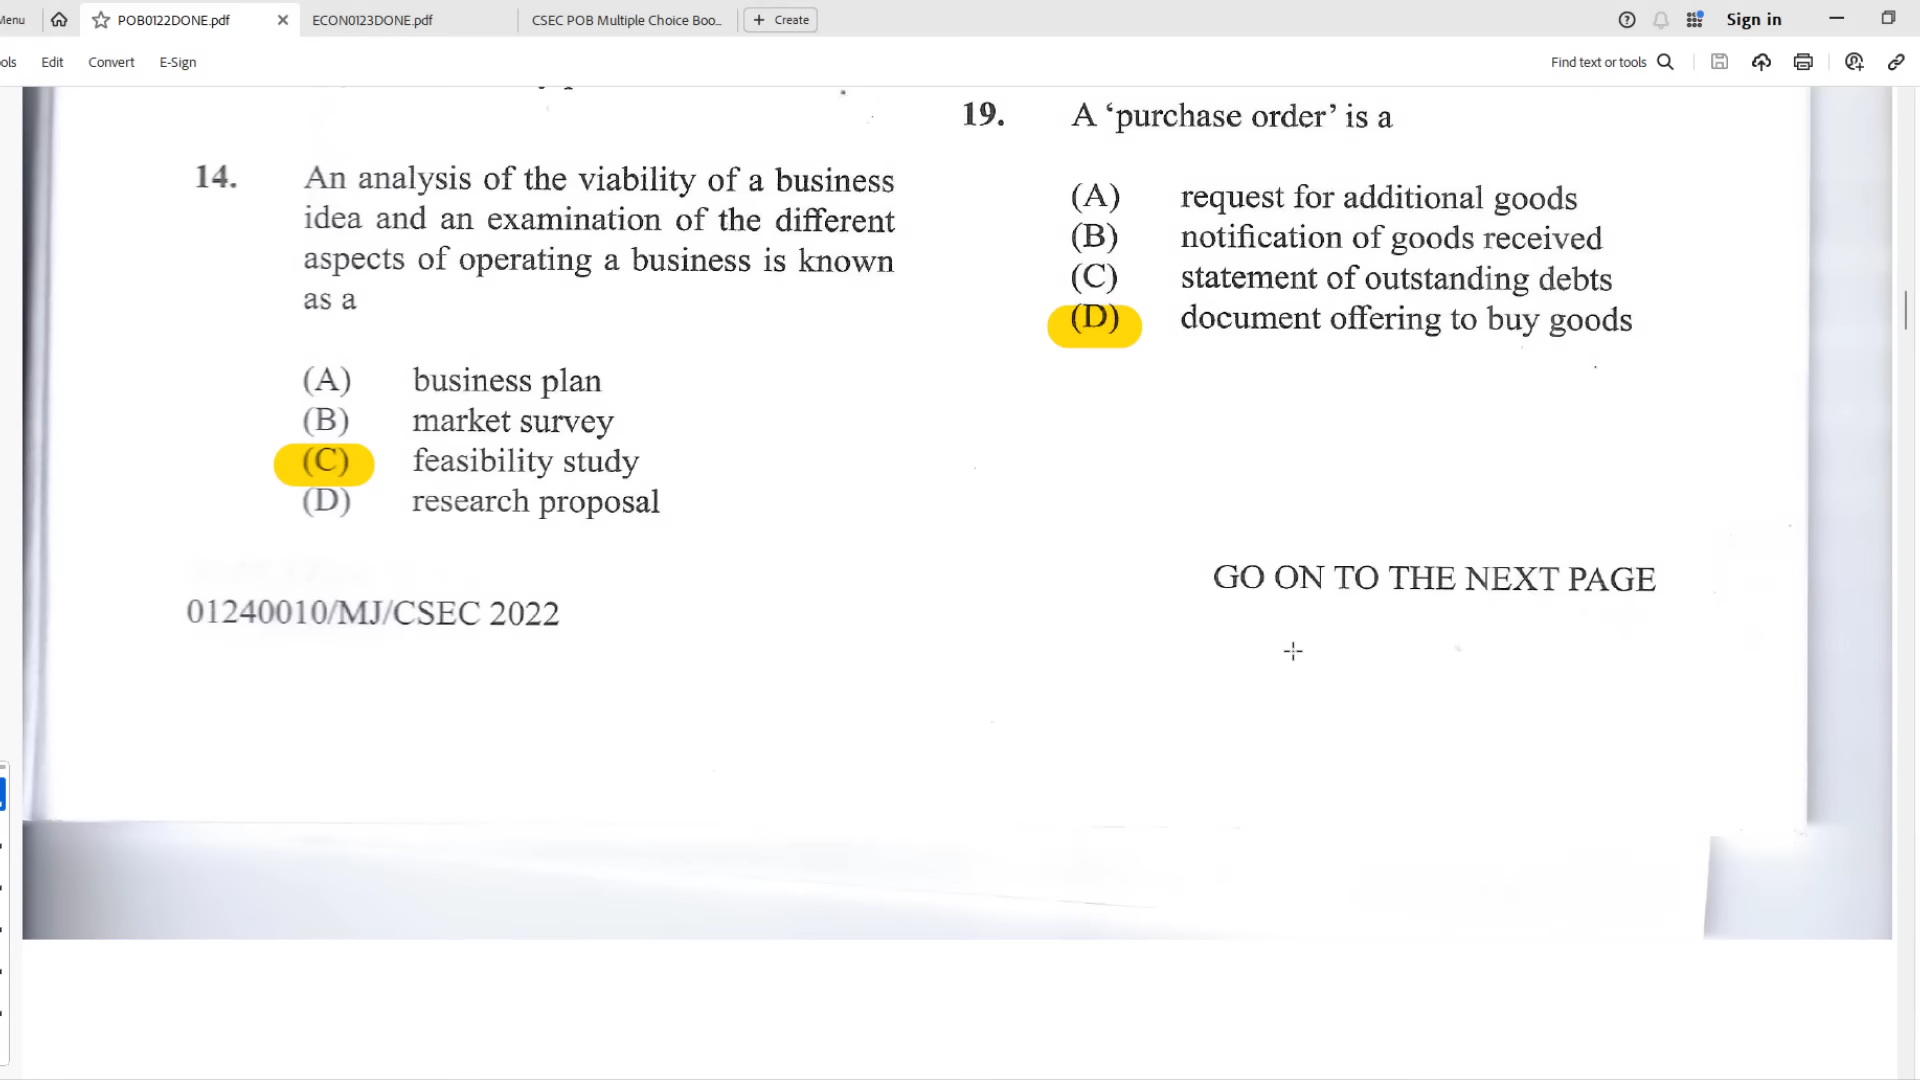 Menu
POB0122DONE.pdf
ECON0123DONE.pdf
CSEC POB Multiple Choice Boo...
+ Create
Sign in
Edit
Convert
E-Sign
Find text or tools
14. An analysis of the viability of a business
idea and an examination of the different
aspects of operating a business is known
as a
(A) business plan
(B) market survey
(C) feasibility study
(D) research proposal
01240010/MJ/CSEC 2022
19. A ‘purchase order’ is a
(A) request for additional goods
(B) notification of goods received
(C) statement of outstanding debts
(D) document offering to buy goods
GO ON TO THE NEXT PAGE